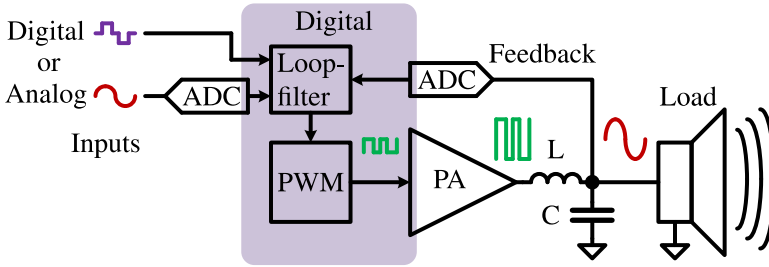 Digital
Digital
or
Analog
Inputs
ADC
Loop-
filter
ADC
Feedback
Load
PWM
PA
L
C